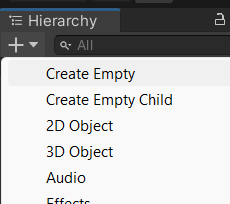 Hierarchy
All
Create Empty
Create Empty Child
2D Object
3D Object
Audio
Effects